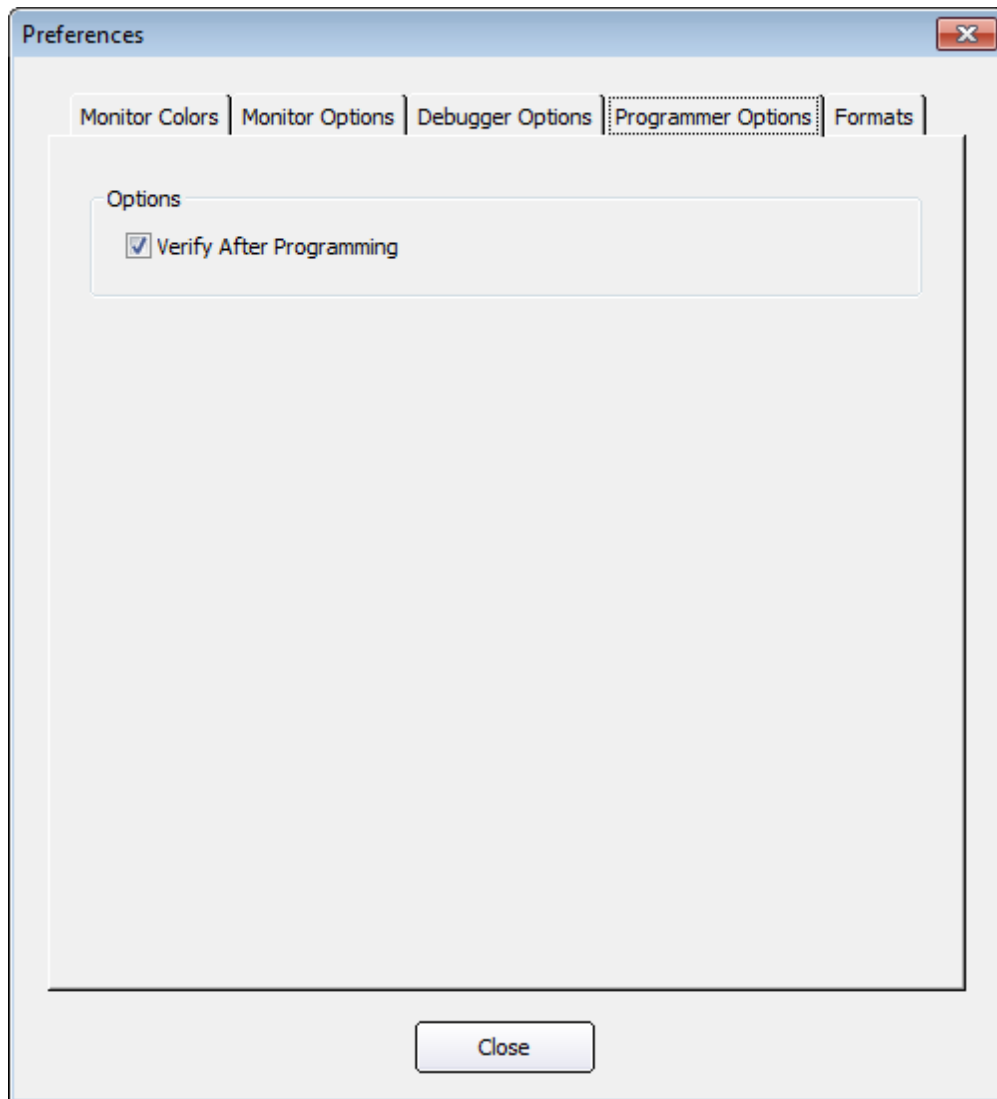 Preferences
Monitor Colors Monitor Options Debugger Options Programmer Options Formats
Options
Verify After Programming
Close